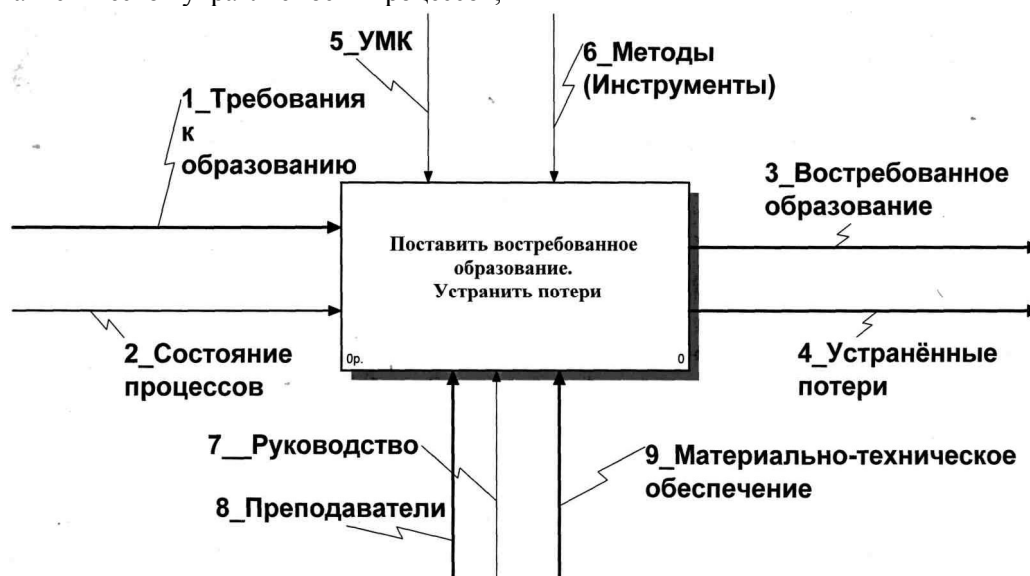 5_УМК
6_Методы
(Инструменты)
1_Требования
к
образованию
3_Востребованное
образование
Поставить востребованное
образование.
Устранить потери
0р.
0
2_Состояние
процессов
4_Устранённые
потери
7__Руководство
9_Материально-техническое
обеспечение
8_Преподаватели